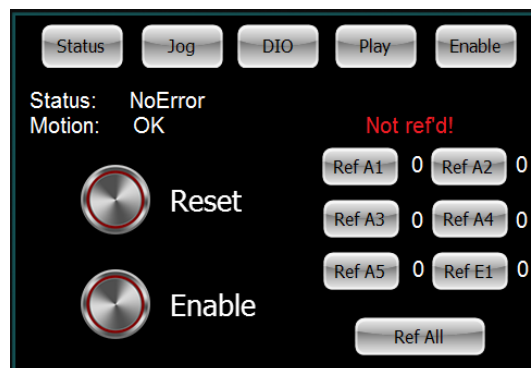 Status Jog DIO Play Enable
Status: NoError
Motion: OK
Not ref'd!
Ref A1 0 Ref A2 0
Reset
Ref A3 0 Ref A4 0
Ref A5 0 Ref E1 0
Enable
Ref All